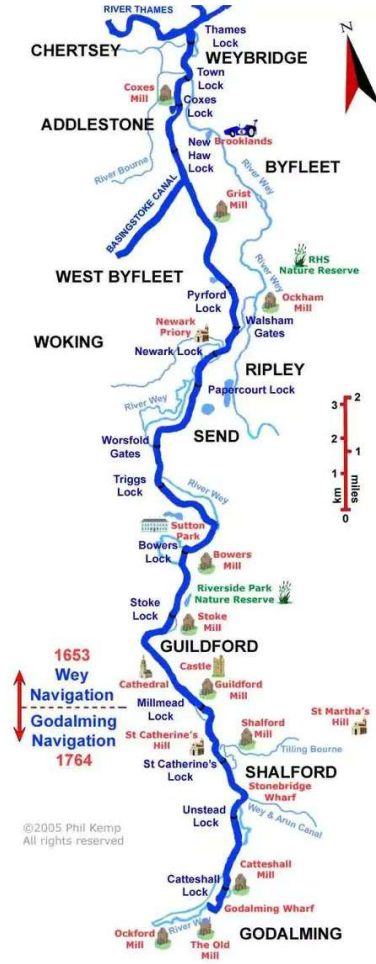 RIVER THAMES
Thames
Lock
CHERTSEY
WEYBRIDGE
Town
Lock
Coxes
Mill
Coxes
Lock
ADDLESTONE
New
Haw
Lock
Brooklands
BYFLEET
River Bourne
River Wey
Grist
Mill
BASINGSTOKE CANAL
RHS
Nature Reserve
WEST BYFLEET
River Wey
Pyrford
Lock
Ockham
Mill
Newark
Priory
Walsham
Gates
WOKING
Newark Lock
RIPLEY
Papercourt Lock
River Wey
SEND
3
2
2
1
1
km
miles
0
Worsfold
Gates
Triggs
Lock
River Wey
Sutton
Park
Bowers
Lock
Bowers
Mill
Riverside Park
Nature Reserve
Stoke
Lock
Stoke
Mill
GUILDFORD
1653
Wey
Navigation
Godalming
Navigation
1764
Castle
Cathedral
Guildford
Mill
Millmead
Lock
Shalford
Mill
St Martha's
Hill
St Catherine's
Hill
Tilling Bourne
St Catherine's
Lock
SHALFORD
Stonebridge
Wharf
Unstead
Lock
Wey & Arun Canal
©2005 Phil Kemp
All rights reserved
Catteshall
Mill
Catteshall
Lock
Godalming Wharf
River Wey
Ockford
Mill
The Old
Mill
GODALMING
N